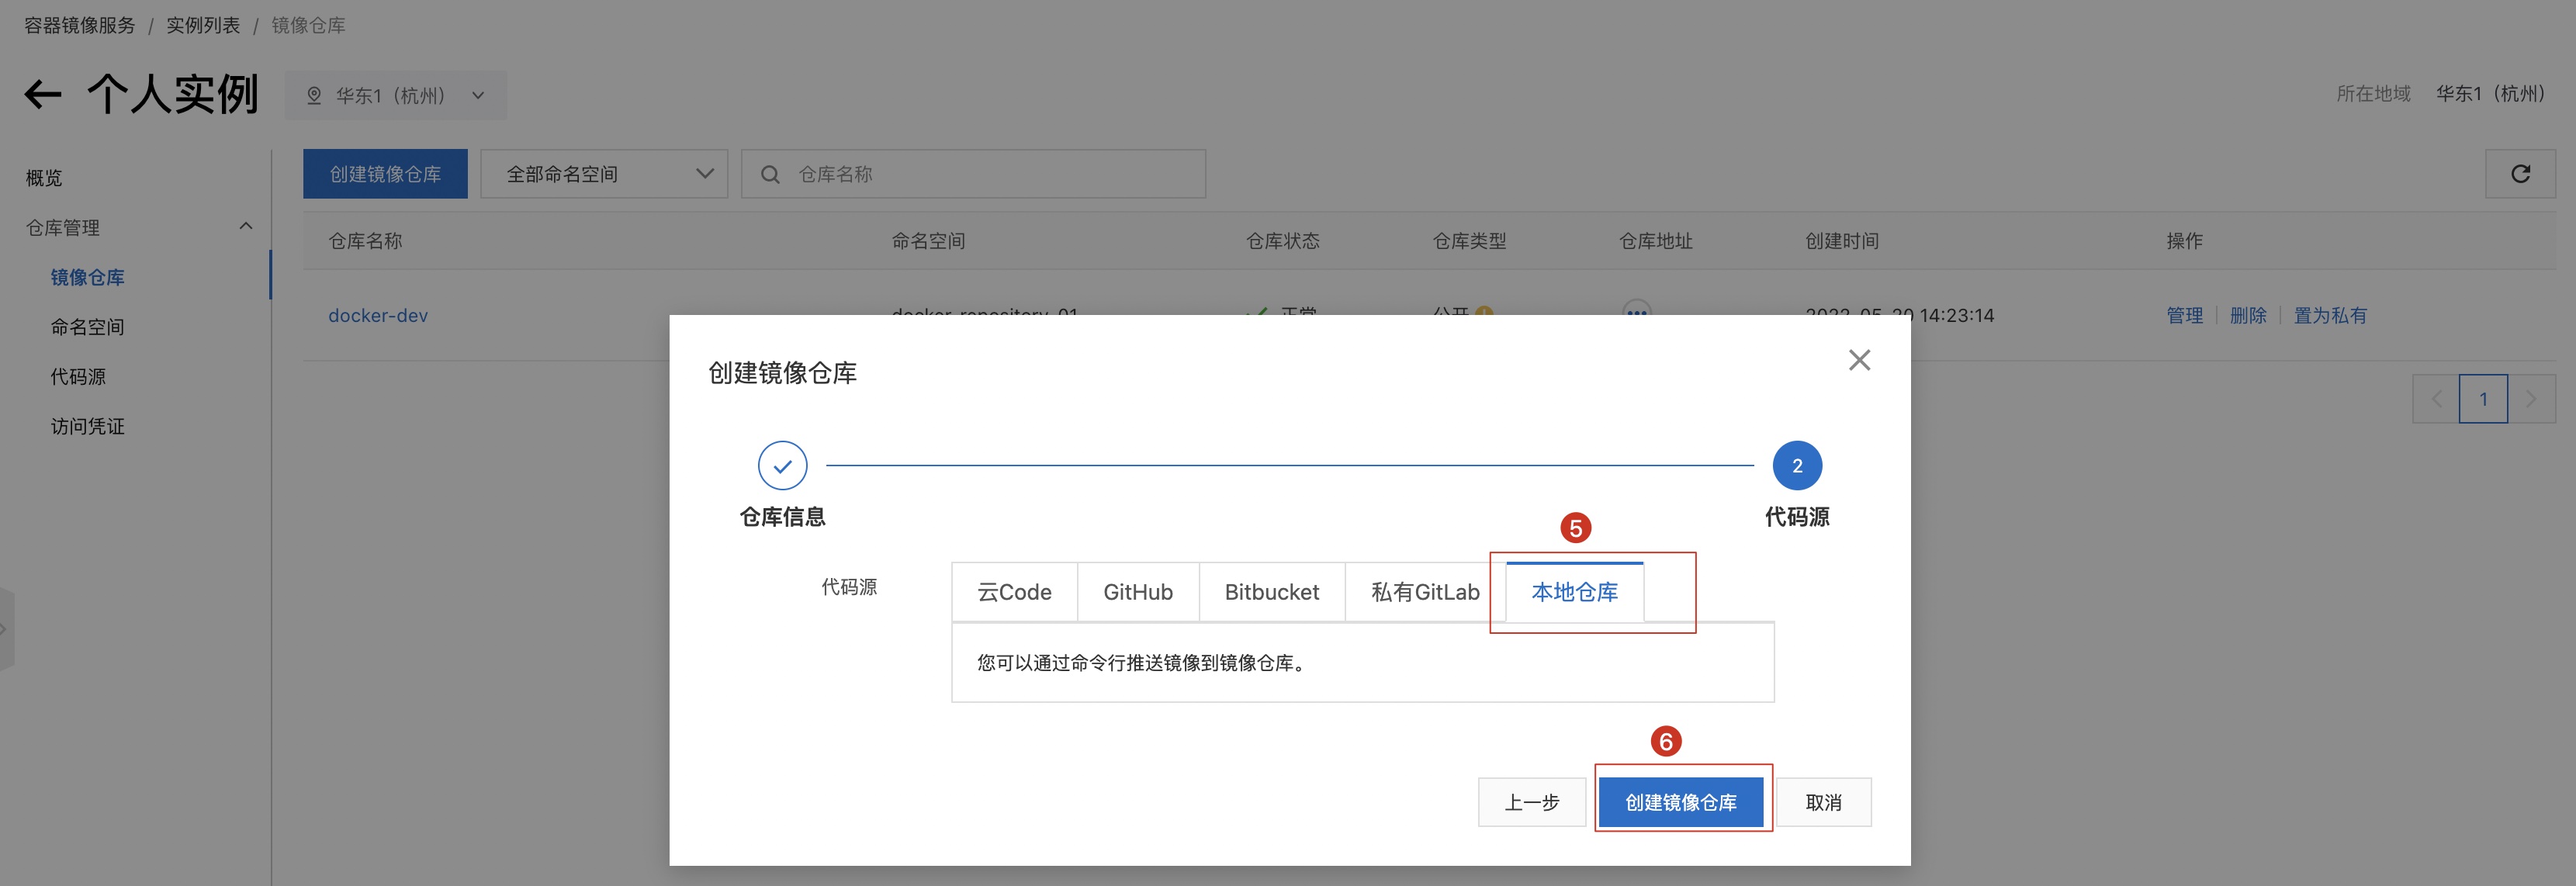 容器镜像服务 / 实例列表 / 镜像仓库
个人实例
华东1（杭州）
所在地域 华东1（杭州）
概览
仓库管理
镜像仓库
命名空间
代码源
访问凭证
创建镜像仓库
全部命名空间
仓库名称
仓库名称 命名空间 仓库状态 仓库类型 仓库地址 创建时间 操作
docker-dev docker-repository-01 正常 公开 14:23:14 管理 删除 置为私有
1
创建镜像仓库
2
仓库信息 代码源
5
代码源 云Code GitHub Bitbucket 私有GitLab 本地仓库
您可以通过命令行推送镜像到镜像仓库。
6
上一步 创建镜像仓库 取消